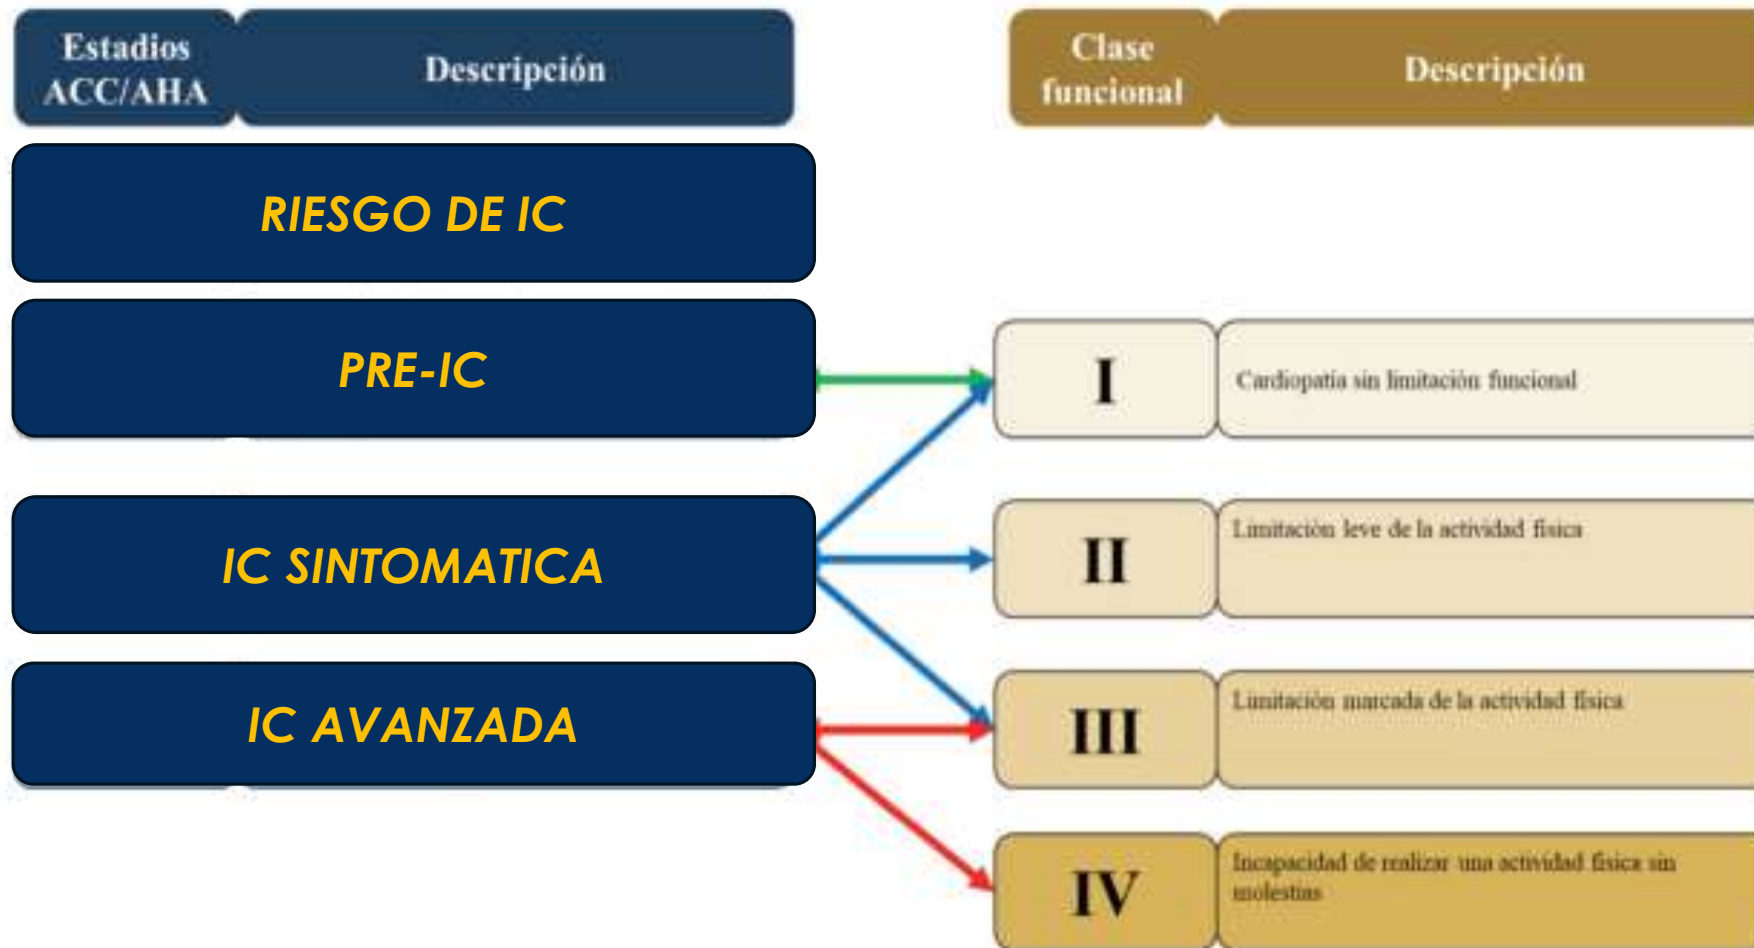 Estadios
ACC/AHA
Descripción
Clase
funcional
Descripción
RIESGO DE IC
PRE-IC
I
Cardiopatía sin limitación funcional
IC SINTOMATICA
II
Limitación leve de la actividad física
IC AVANZADA
III
Limitación marcada de la actividad física
IV
Incapacidad de realizar una actividad física sin
molestias